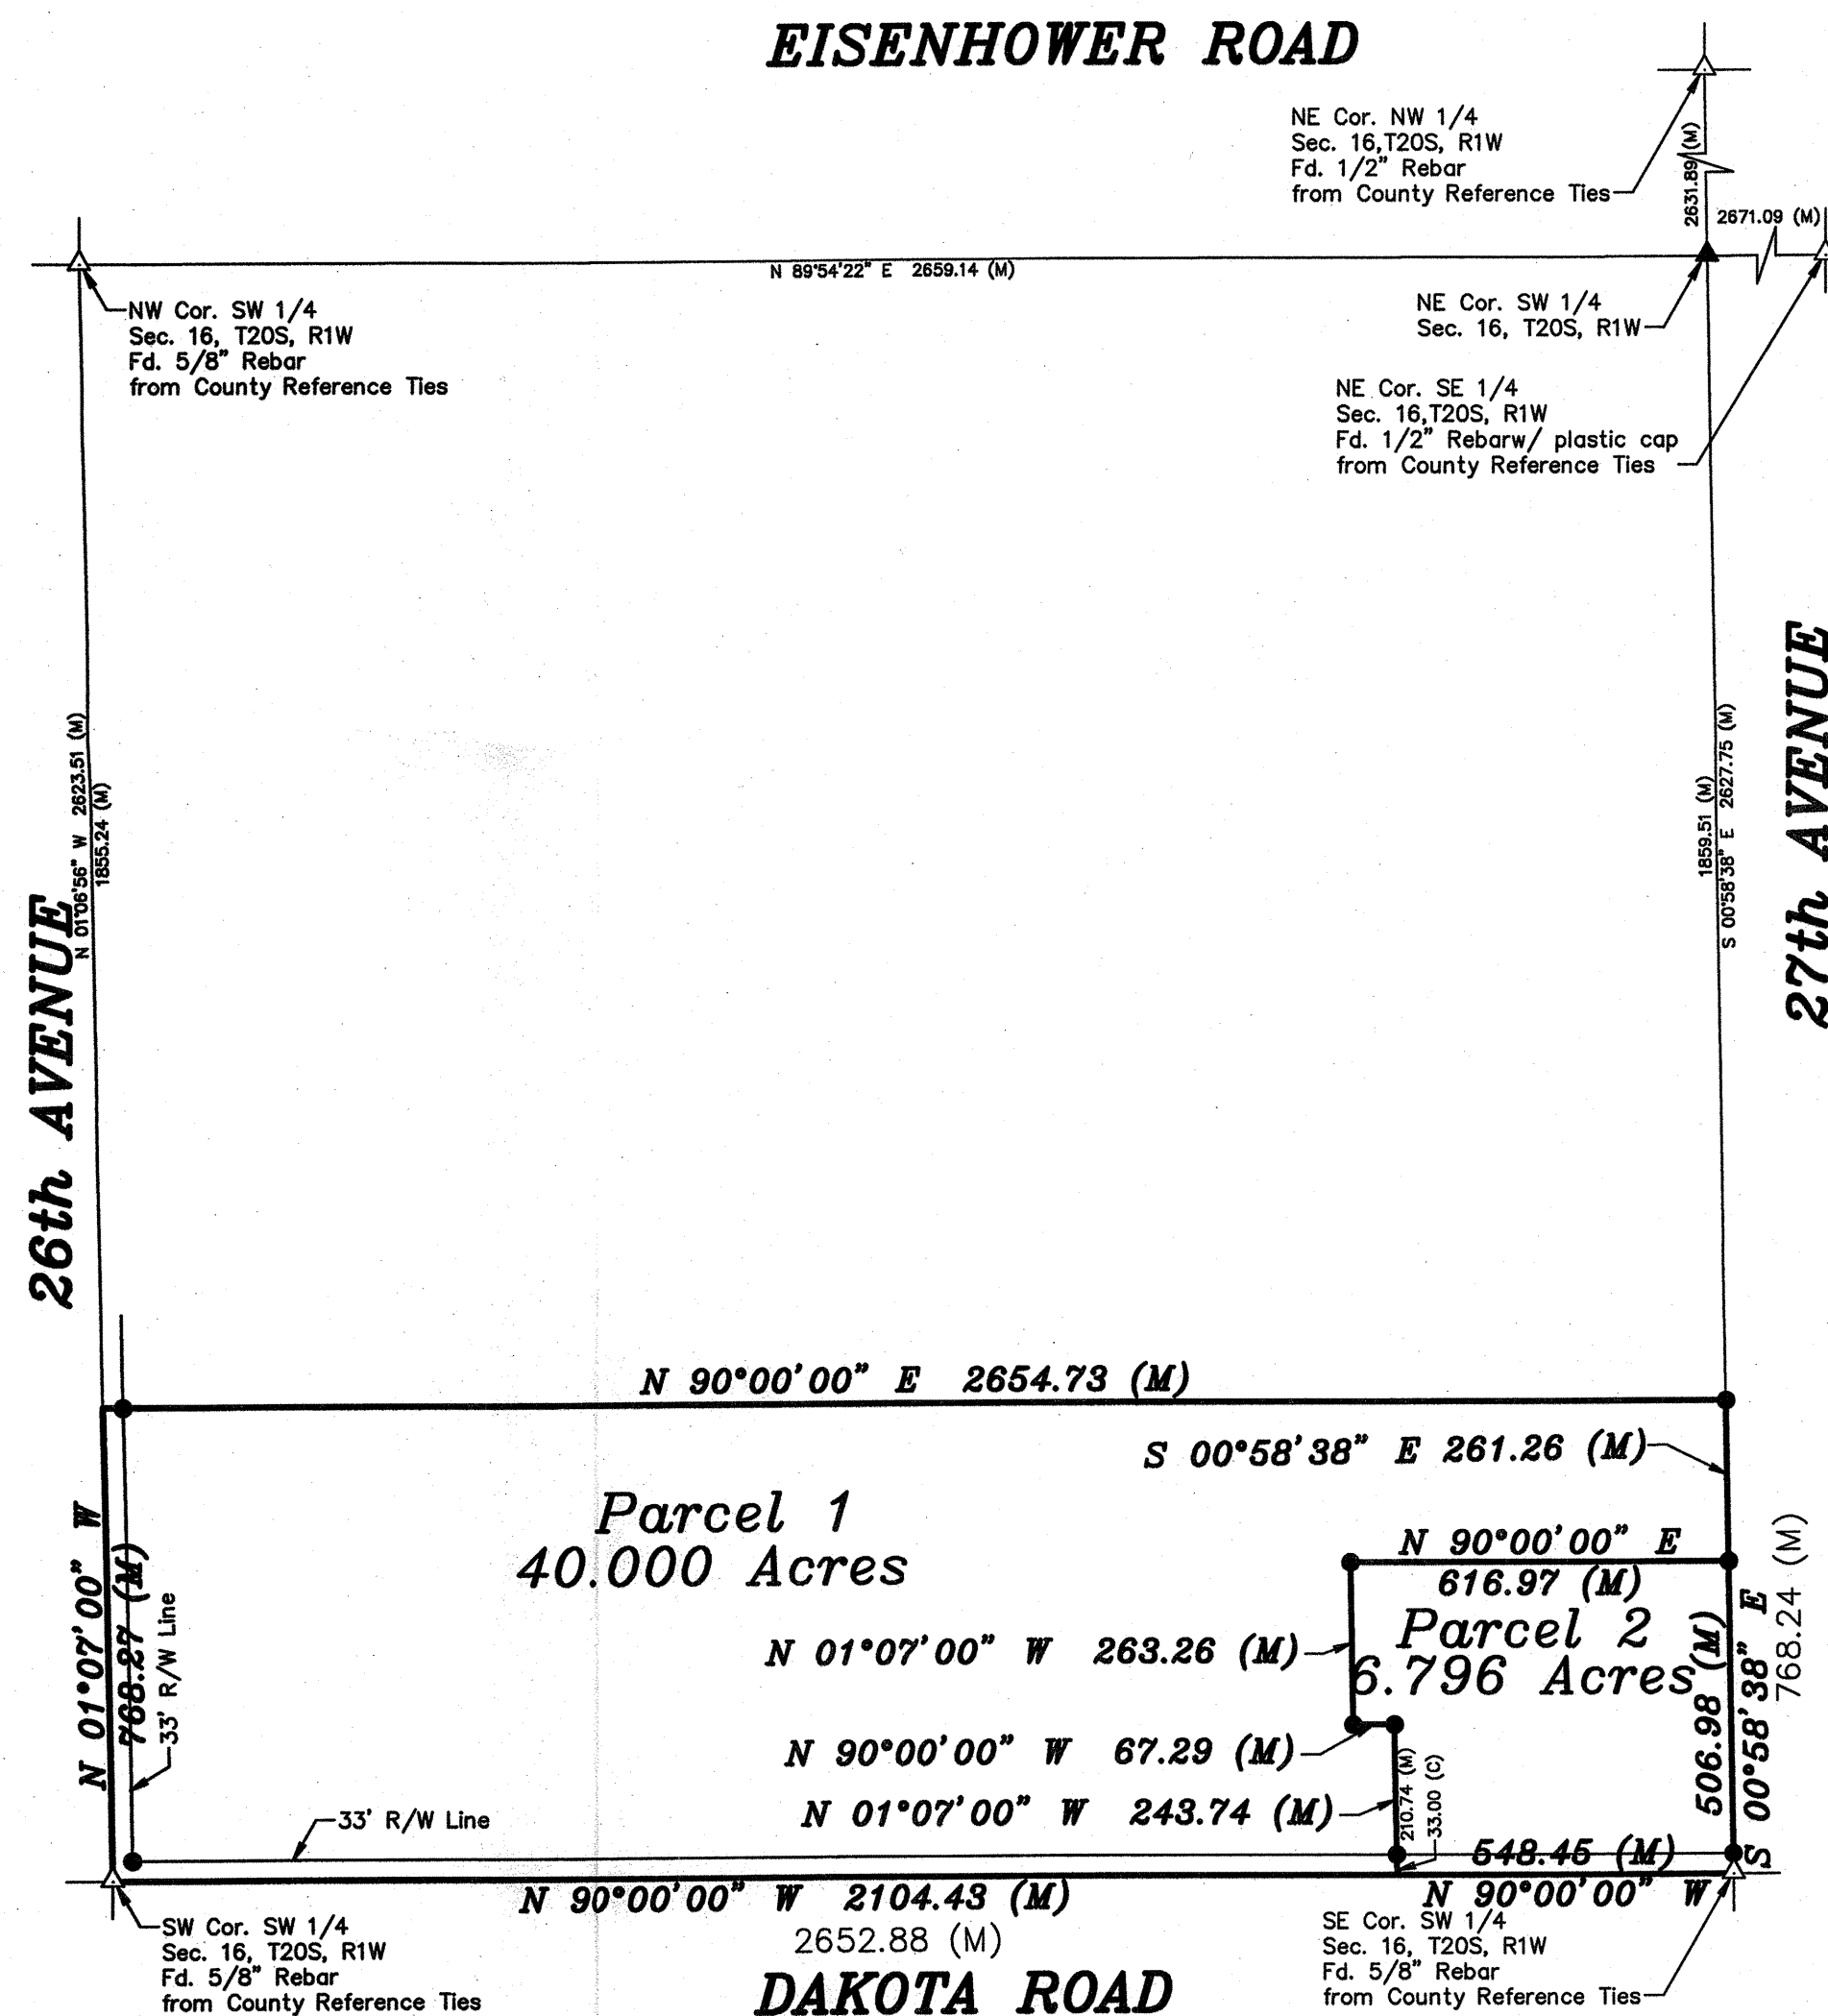 EISENHOWER ROAD
NE Cor. NW 1/4
Sec. 16,T20S, R1W
Fd. 1/2" Rebar
from County Reference Ties
2631.89 (M)
2671.09 (M)
N 89°54'22" E 2659.14 (M)
NW Cor. SW 1/4
Sec. 16, T20S, R1W
Fd. 5/8" Rebar
from County Reference Ties
NE Cor. SW 1/4
Sec. 16, T20S, R1W
NE Cor. SE 1/4
Sec. 16,T20S, R1W
Fd. 1/2" Rebarw/ plastic cap
from County Reference Ties
26th AVENUE
N 01°06'56" W 2623.51 (M)
1855.24 (M)
1859.51 (M)
S 00°58'38" E 2627.75 (M)
27th AVENUE
N 90°00'00" E 2654.73 (M)
S 00°58'38" E 261.26 (M)
Parcel 1
40.000 Acres
N 90°00'00" E
616.97 (M)
Parcel 2
6.796 Acres
N 01°07'00" W
768.27 (M)
33' R/W Line
N 01°07'00" W 263.26 (M)
N 90°00'00" W 67.29 (M)
N 01°07'00" W 243.74 (M)
210.74 (M)
33.00 (C)
506.98 (M)
S 00°58'38" E
768.24 (M)
33' R/W Line
548.45 (M)
N 90°00'00" W 2104.43 (M)
N 90°00'00" W
2652.88 (M)
SW Cor. SW 1/4
Sec. 16, T20S, R1W
Fd. 5/8" Rebar
from County Reference Ties
SE Cor. SW 1/4
Sec. 16, T20S, R1W
Fd. 5/8" Rebar
from County Reference Ties
DAKOTA ROAD